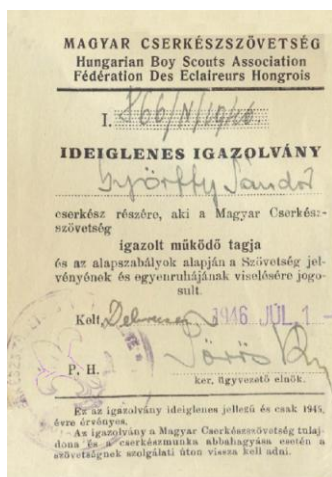 MAGYAR CSERKÉSZSZÖVETSÉG
Hungarian Boy Scouts Association
Fédération Des Eclaireurs Hongrois
I. 866/N/1946
IDEIGLENES IGAZOLVÁNY
Györffy Sándor
cserkész részére, aki a Magyar Cserkész-
szövetség
igazolt működő tagja
és az alapszabályok alapján a Szövetség jel-
vényének és egyenruhájának viselésére jogo-
sult.
Kelt, Debrecen 1946 JUL. 1 -
P. H.
ker. ügyvezető elnök.
Ez az igazolvány ideiglenes jellegű és csak 1946.
évre érvényes.
Az igazolvány a Magyar Cserkészszövetség tulaj-
dona és a cserkészmunka abbahagyása esetén a
szövetségnek szolgálati úton vissza kell adni.